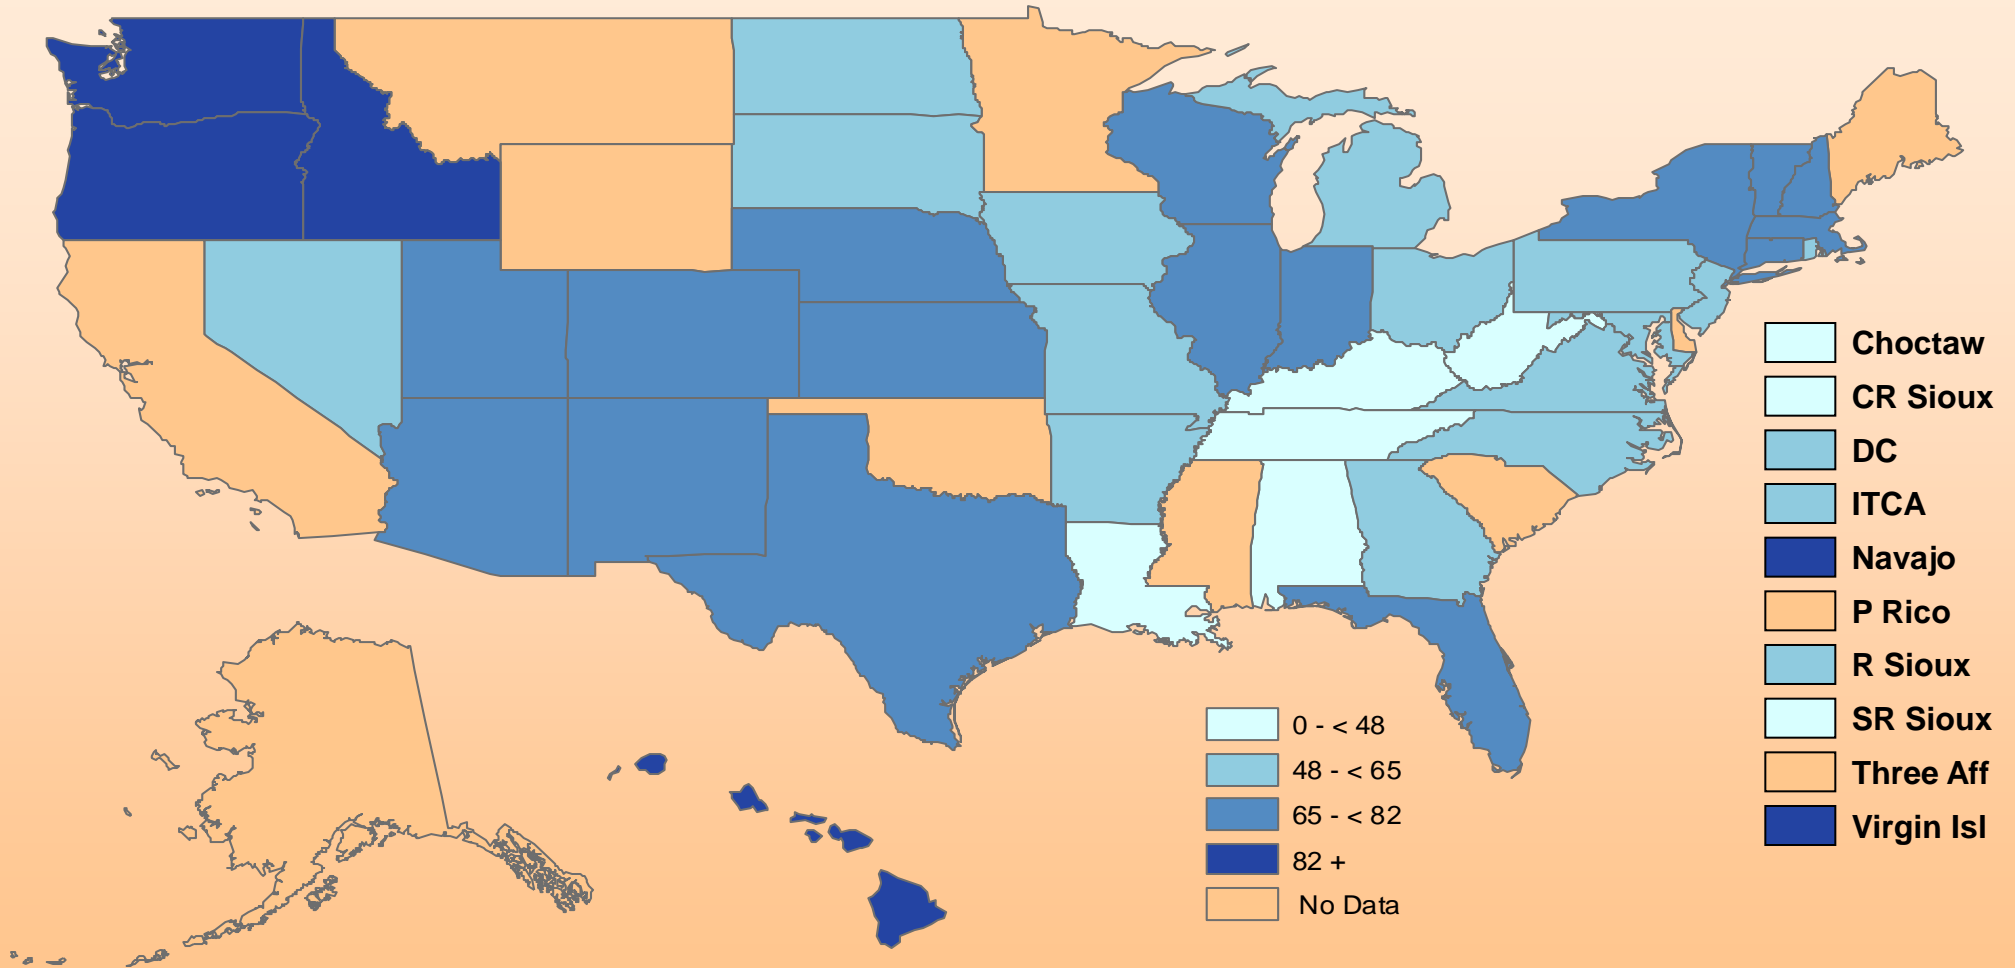 Choctaw
CR Sioux
DC
ITCA
Navajo
P Rico
R Sioux
SR Sioux
Three Aff
Virgin Isl
0 - < 48
48 - < 65
65 - < 82
82 +
No Data